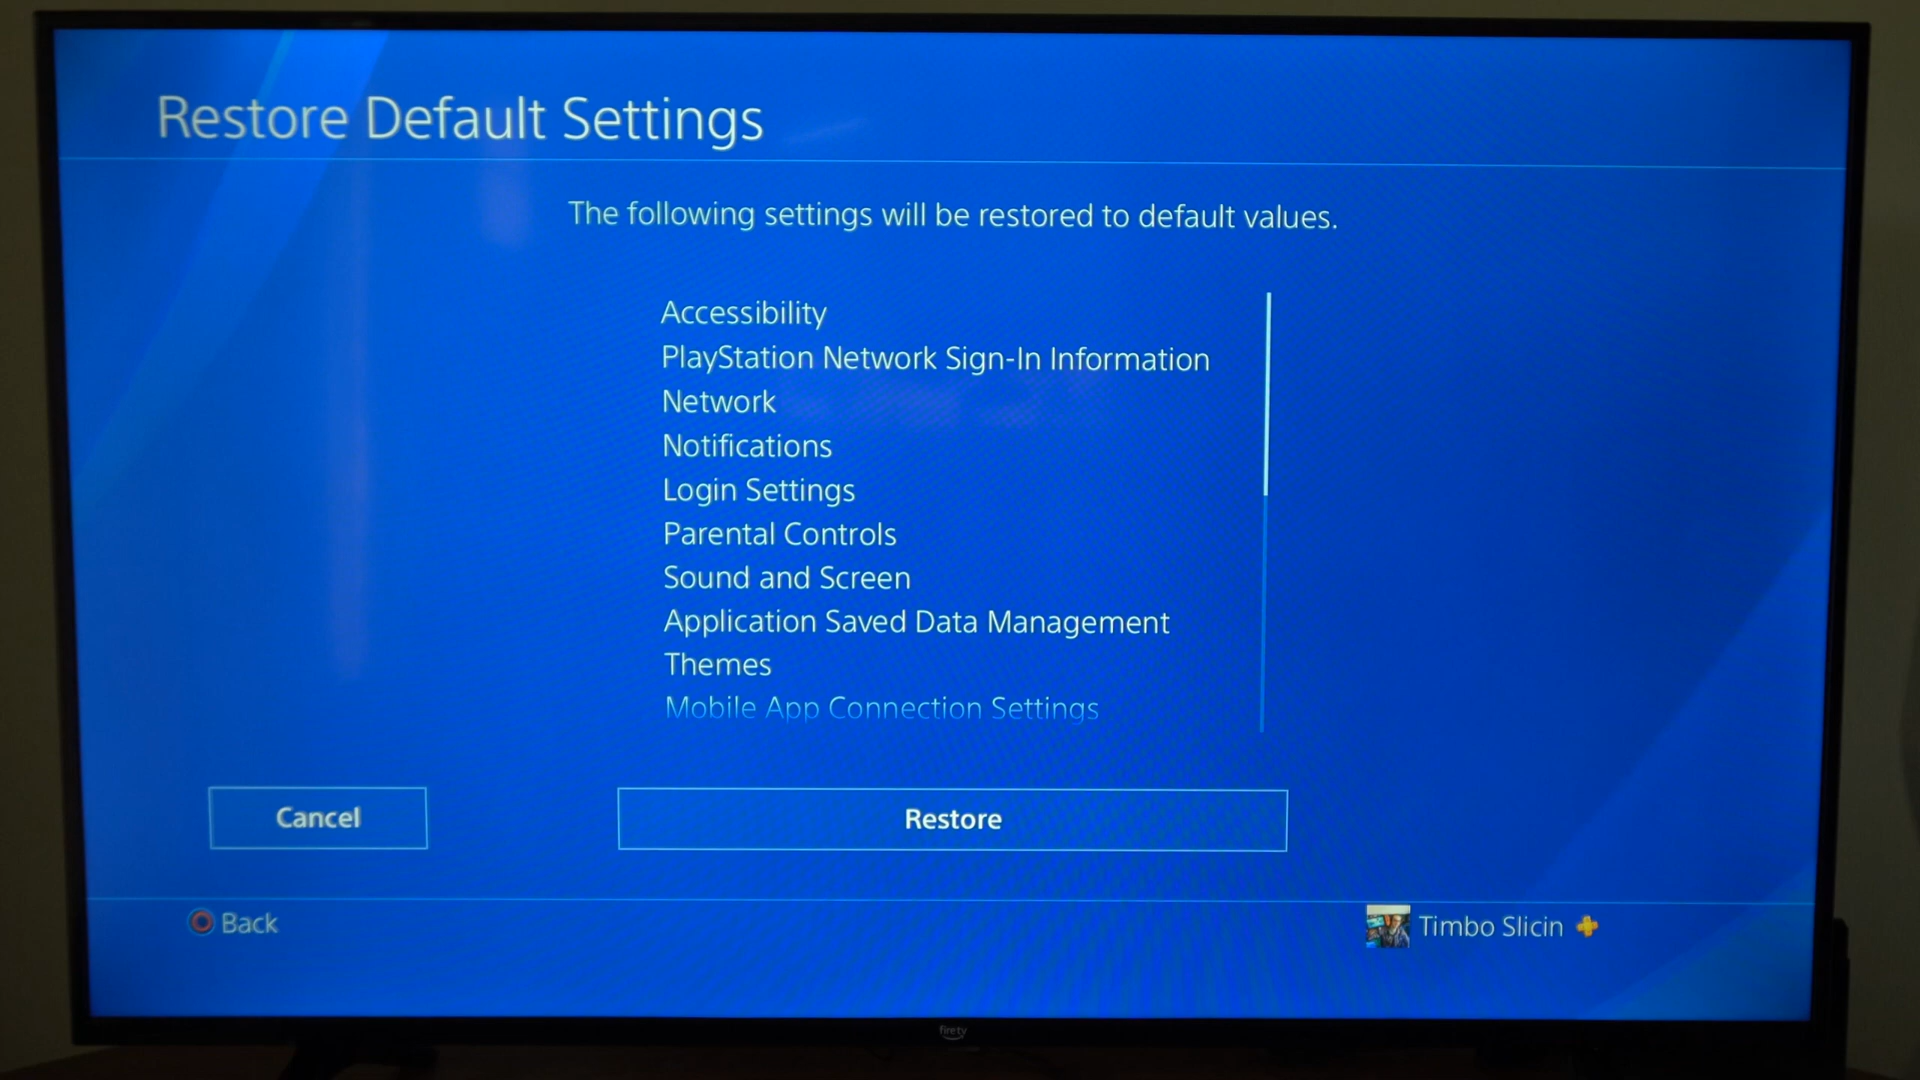 Restore Default Settings
The following settings will be restored to default values.
Accessibility
PlayStation Network Sign-In Information
Network
Notifications
Login Settings
Parental Controls
Sound and Screen
Application Saved Data Management
Themes
Mobile App Connection Settings
Cancel
Restore
Back
Timbo Slicin
firetv